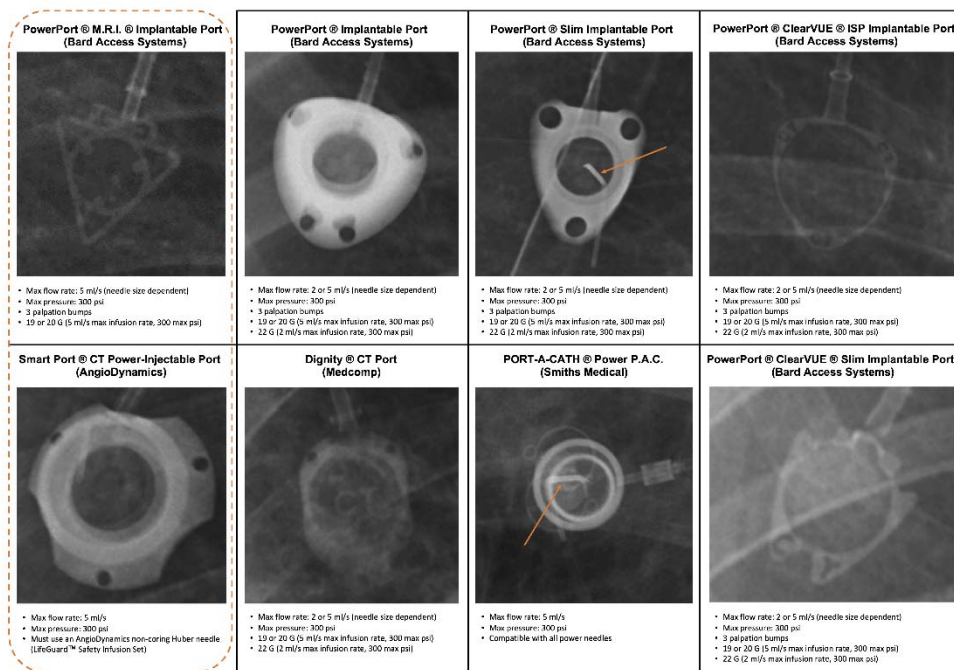 PowerPort ® M.R.I. ® Implantable Port
(Bard Access Systems)
• Max flow rate: 5 ml/s (needle size dependent)
• Max pressure: 300 psi
• 3 palpation bumps
• 19 or 20 G (5 ml/s max infusion rate, 300 max psi)
PowerPort ® Implantable Port
(Bard Access Systems)
• Max flow rate: 2 or 5 ml/s (needle size dependent)
• Max pressure: 300 psi
• 3 palpation bumps
• 19 or 20 G (5 ml/s max infusion rate, 300 max psi)
• 22 G (2 ml/s max infusion rate, 300 max psi)
PowerPort ® Slim Implantable Port
(Bard Access Systems)
• Max flow rate: 2 or 5 ml/s (needle size dependent)
• Max pressure: 300 psi
• 3 palpation bumps
• 19 or 20 G (5 ml/s max infusion rate, 300 max psi)
• 22 G (2 ml/s max infusion rate, 300 max psi)
PowerPort ® ClearVUE ® ISP Implantable Port
(Bard Access Systems)
• Max flow rate: 2 or 5 ml/s (needle size dependent)
• Max pressure: 300 psi
• 3 palpation bumps
• 19 or 20 G (5 ml/s max infusion rate, 300 max psi)
• 22 G (2 ml/s max infusion rate, 300 max psi)
Smart Port ® CT Power-Injectable Port
(AngioDynamics)
• Max flow rate: 5 ml/s
• Max pressure: 300 psi
• Must use an AngioDynamics non-coring Huber needle
(LifeGuard™ Safety Infusion Set)
Dignity ® CT Port
(Medcomp)
• Max flow rate: 2 or 5 ml/s (needle size dependent)
• Max pressure: 300 psi
• 19 or 20 G (5 ml/s max infusion rate, 300 max psi)
• 22 G (2 ml/s max infusion rate, 300 max psi)
PORT-A-CATH ® Power P.A.C.
(Smiths Medical)
• Max flow rate: 5 ml/s
• Max pressure: 300 psi
• Compatible with all power needles
PowerPort ® ClearVUE ® Slim Implantable Port
(Bard Access Systems)
• Max flow rate: 2 or 5 ml/s (needle size dependent)
• Max pressure: 300 psi
• 3 palpation bumps
• 19 or 20 G (5 ml/s max infusion rate, 300 max psi)
• 22 G (2 ml/s max infusion rate, 300 max psi)